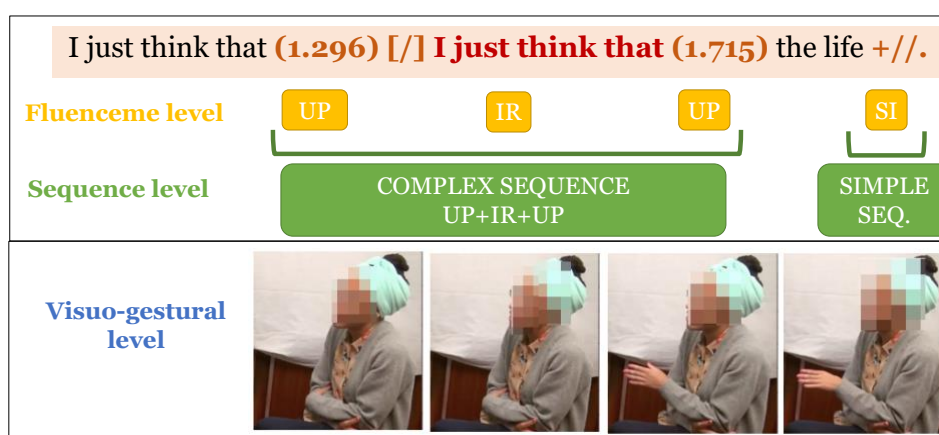 I just think that (1.296) [/] I just think that (1.715) the life +//.
Fluenceme level
UP IR UP SI
Sequence level
COMPLEX SEQUENCE
UP+IR+UP
SIMPLE
SEQ.
Visuo-gestural
level